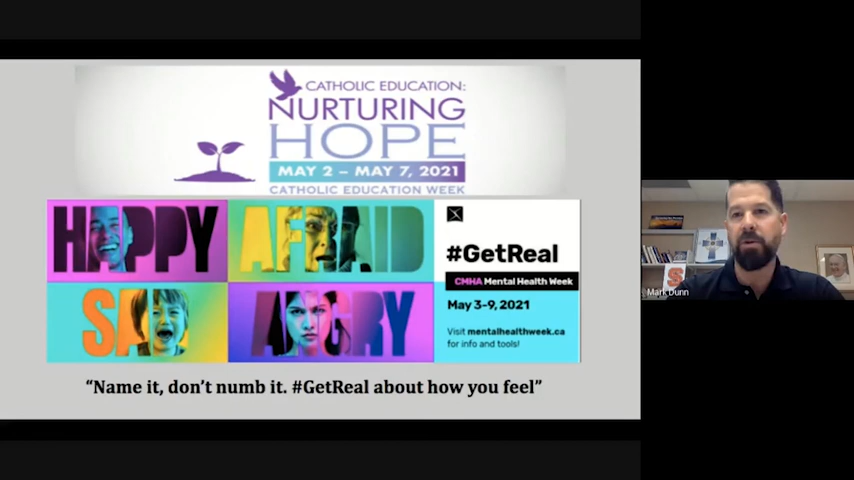 CATHOLIC EDUCATION:
NURTURING
HOPE
MAY 2 – MAY 7, 2021
CATHOLIC EDUCATION WEEK
HAPPY
AFRAID
SAD
ANGRY
#GetReal
CMHA Mental Health Week
May 3-9, 2021
Visit mentalhealthweek.ca
for info and tools!
“Name it, don’t numb it. #GetReal about how you feel”
Mark Dunn